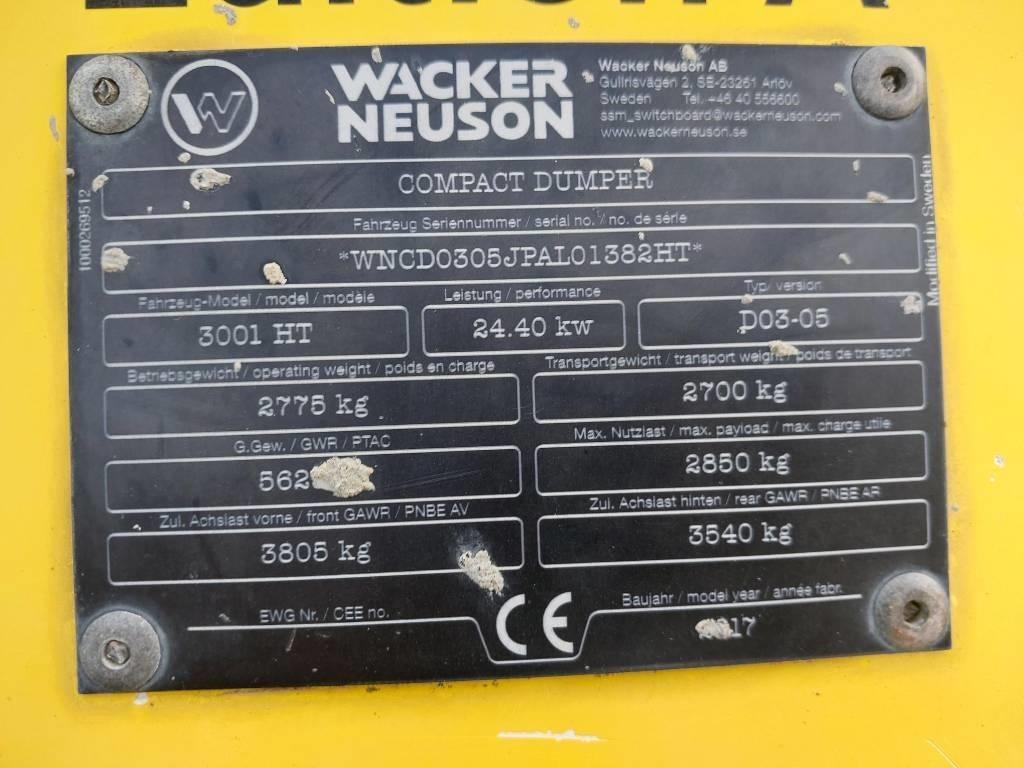 WACKER
NEUSON
Wacker Neuson AB
Gullrisvägen 2, SE-23261 Arlöv
Sweden Tel. +46 40 556600
ssm_switchboard@wackerneuson.com
www.wackerneuson.se
COMPACT DUMPER
Fahrzeug Seriennummer / serial no. / no. de série
*WNCD0305JPAL01382HT*
Fahrzeug-Model / model / modèle
Leistung / performance
Typ/ version
3001 HT
24.40 kw
D03-05
Betriebsgewicht / operating weight / poids en charge
Transportgewicht / transport weight / poids de transport
2775 kg
2700 kg
G.Gew. / GWR / PTAC
Max. Nutzlast / max. payload / max. charge utile
2850 kg
Zul. Achslast vorne / front GAWR / PNBE AV
Zul. Achslast hinten / rear GAWR / PNBE AR
3805 kg
3540 kg
EWG Nr. / CEE no.
CE
Baujahr / model year / année fabr.
1000269512
Modified in Sweden